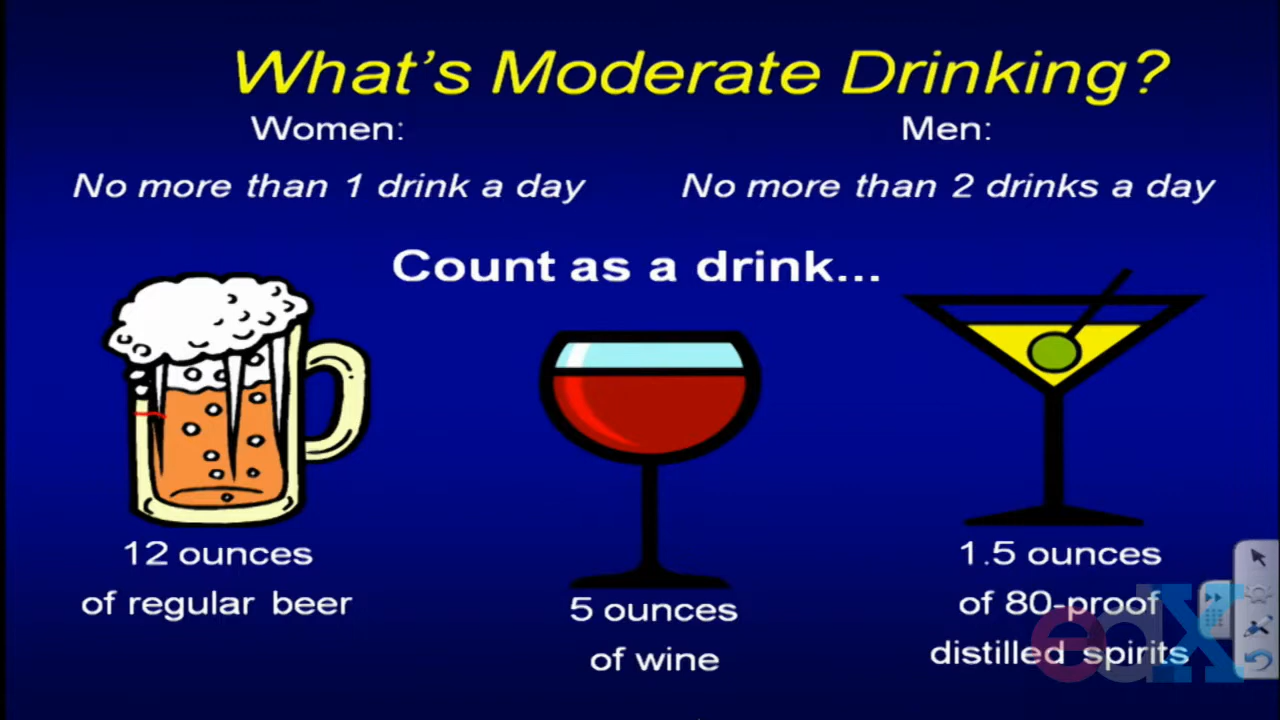 What's Moderate Drinking?
Women:
No more than 1 drink a day
Men:
No more than 2 drinks a day
Count as a drink...
12 ounces
of regular beer
5 ounces
of wine
1.5 ounces
of 80-proof
distilled spirits
edX